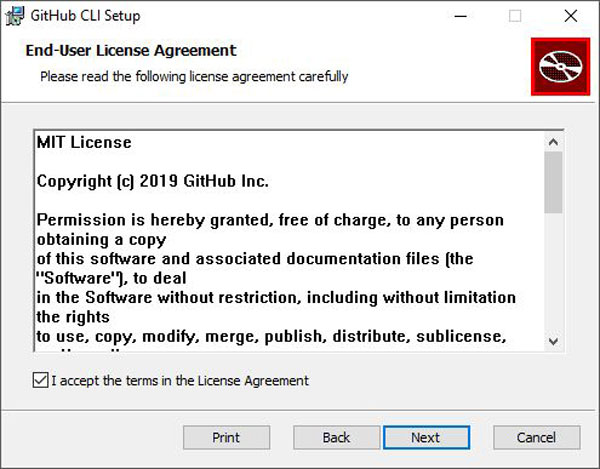 GitHub CLI Setup
End-User License Agreement
Please read the following license agreement carefully
MIT License
Copyright (c) 2019 GitHub Inc.
Permission is hereby granted, free of charge, to any person
obtaining a copy
of this software and associated documentation files (the
"Software"), to deal
in the Software without restriction, including without limitation
the rights
to use, copy, modify, merge, publish, distribute, sublicense,
I accept the terms in the License Agreement
Print
Back
Next
Cancel